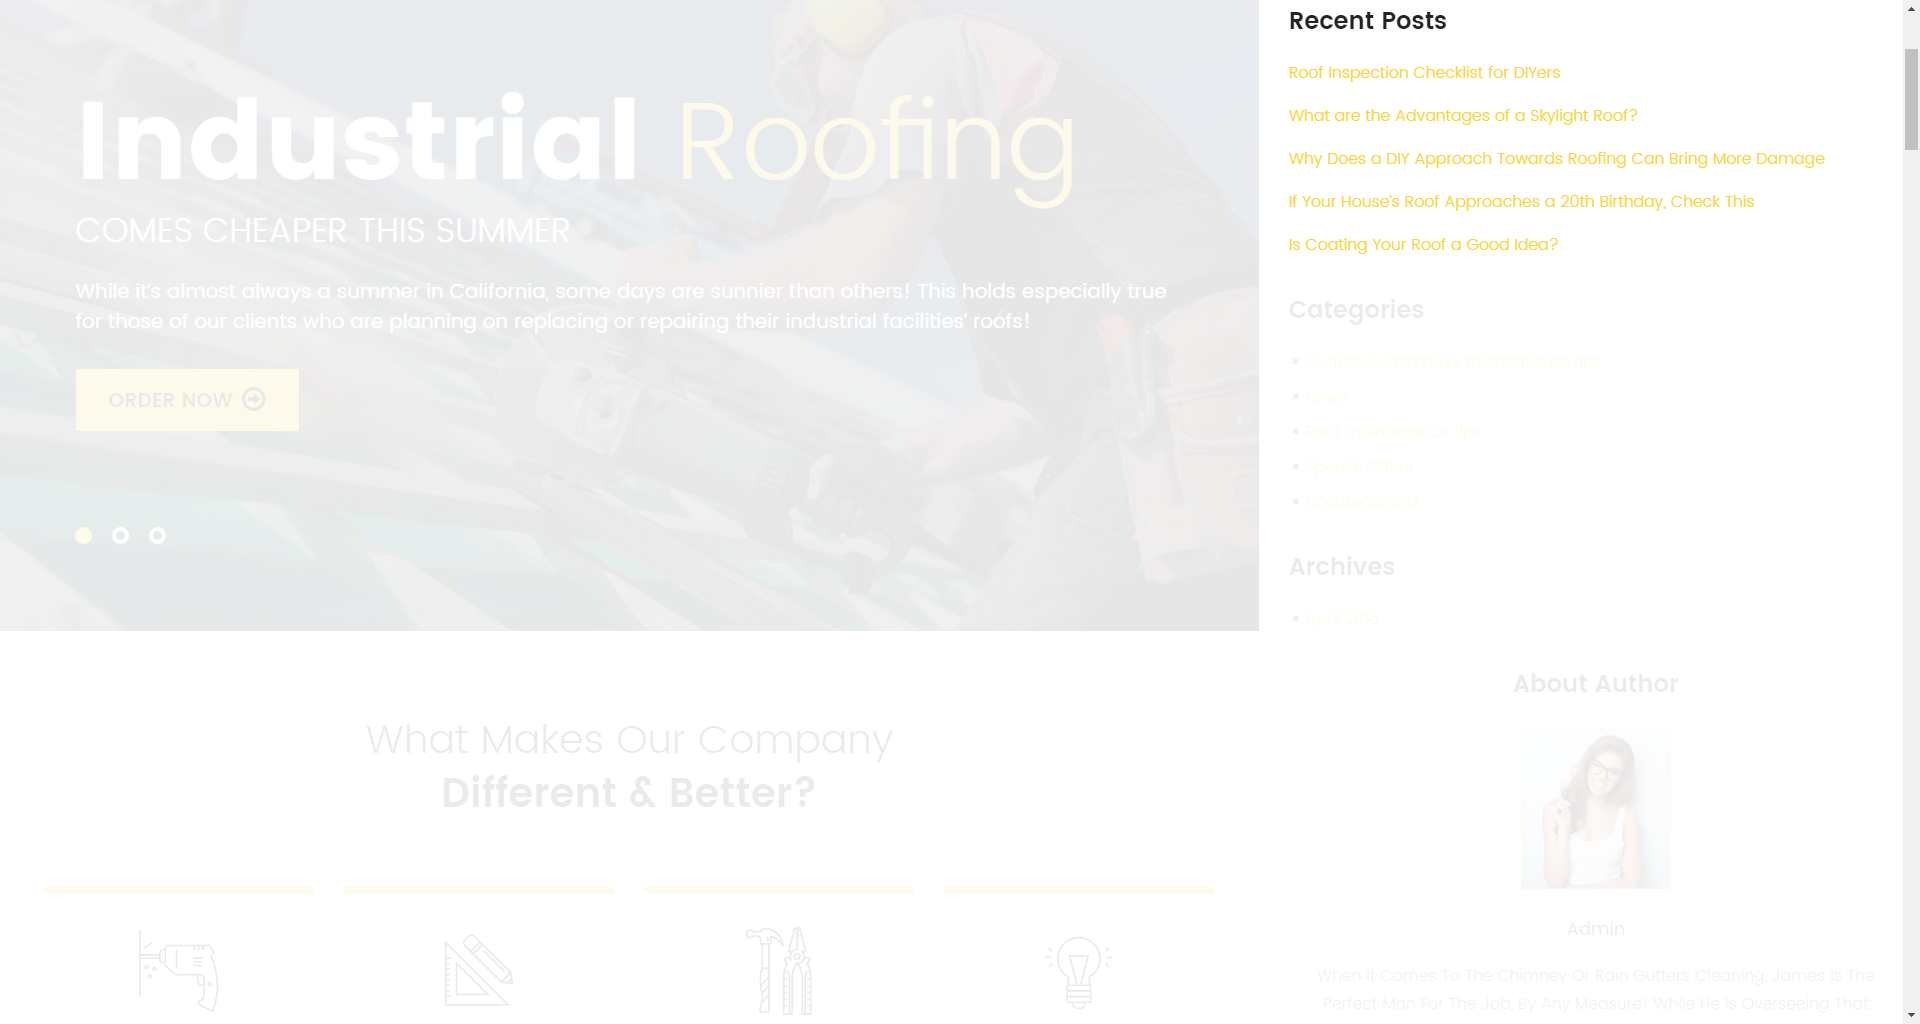 Industrial Roofing
COMES CHEAPER THIS SUMMER
While it's almost always a summer in California, some days are sunnier than others! This holds especially true
for those of our clients who are planning on replacing or repairing their industrial facilities' roofs!
ORDER NOW
What Makes Our Company
Different & Better?
Recent Posts
Roof Inspection Checklist for DIYers
What are the Advantages of a Skylight Roof?
Why Does a DIY Approach Towards Roofing Can Bring More Damage
If Your House's Roof Approaches a 20th Birthday, Check This
Is Coating Your Roof a Good Idea?
Categories
Gutters & Chimneys maintenance tips
News
Roof maintenance tips
Special Offers
Uncategorized
Archives
April 2016
About Author
Admin
When It Comes To The Chimney Or Rain Gutters Cleaning, James Is The
Perfect Man For The Job, By Any Measure! While He Is Overseeing That